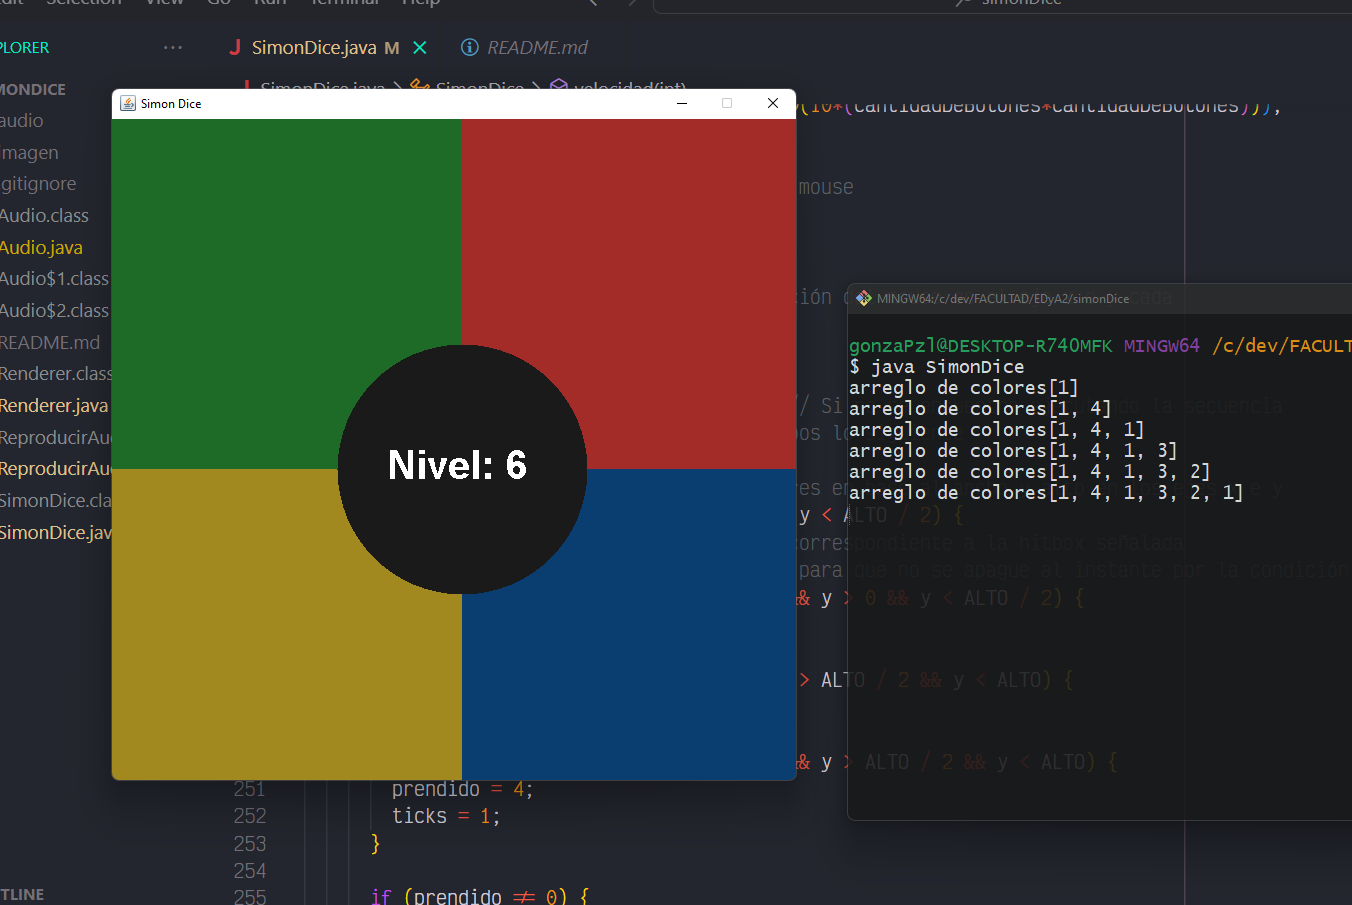 Selection View Go Run Terminal Help
simonDice
PLORER
···
J SimonDice.java M ×
README.md
MONDICE
SimonDice.java > SimonDice > velocidad(int)
audio
imagen
gitignore
Audio.class
Audio.java
Audio$1.class
Audio$2.class
README.md
Renderer.class
Renderer.java
ReproducirAu
ReproducirAu
SimonDice.cla
SimonDice.jav
TLINE
Simon Dice
Nivel: 6
(10*(cantidadDeBotones*cantidadDeBotones))),
mouse
ción
// Si la secuencia
y < ALTO / 2) {
correspondiente a la hitbox señalada
para que no se apague al instante por la condición
&& y > 0 && y < ALTO / 2) {
> ALTO / 2 && y < ALTO) {
&& y > ALTO / 2 && y < ALTO) {
251 prendido = 4;
252 ticks = 1;
253 }
254
255 if (prendido ≠ 0) {
MINGW64:/c/dev/FACULTAD/EDyA2/simonDice
gonzaPzl@DESKTOP-R740MFK MINGW64 /c/dev/FACULT
$ java SimonDice
arreglo de colores[1]
arreglo de colores[1, 4]
arreglo de colores[1, 4, 1]
arreglo de colores[1, 4, 1, 3]
arreglo de colores[1, 4, 1, 3, 2]
arreglo de colores[1, 4, 1, 3, 2, 1]